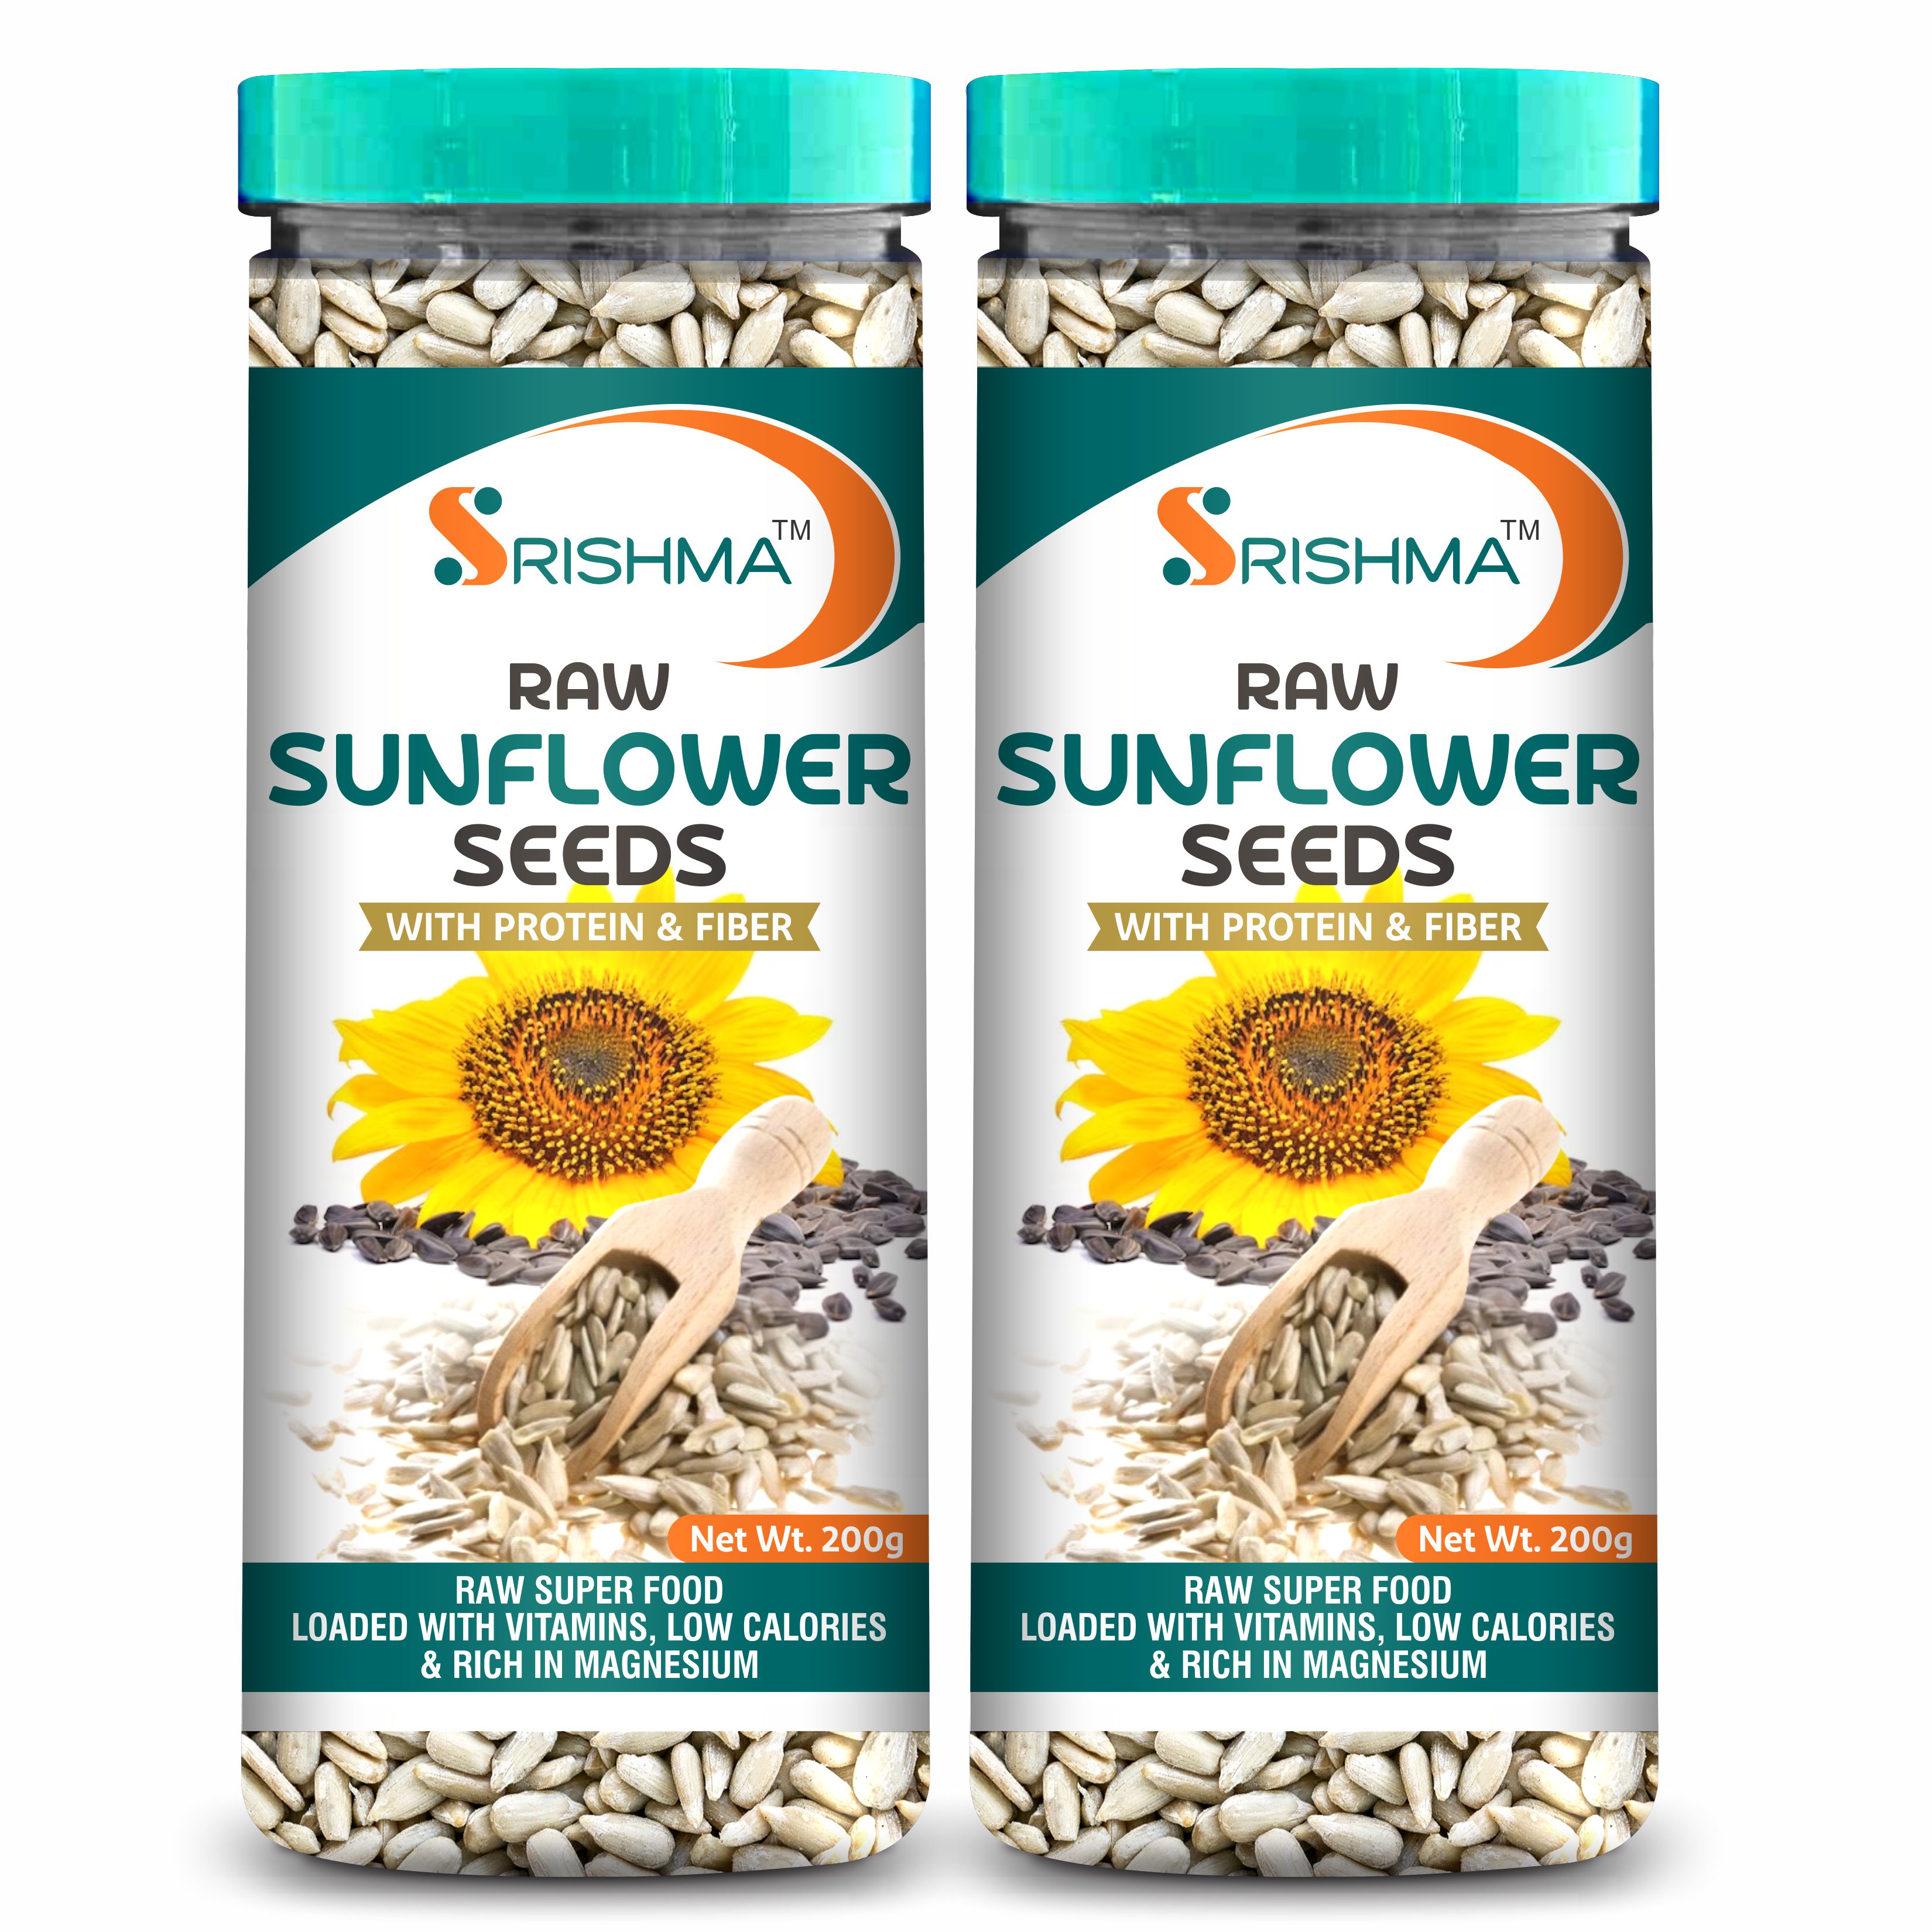 SRISHMA™
RAW
SUNFLOWER
SEEDS
WITH PROTEIN & FIBER
Net Wt. 200g
RAW SUPER FOOD
LOADED WITH VITAMINS, LOW CALORIES
& RICH IN MAGNESIUM
SRISHMA™
RAW
SUNFLOWER
SEEDS
WITH PROTEIN & FIBER
Net Wt. 200g
RAW SUPER FOOD
LOADED WITH VITAMINS, LOW CALORIES
& RICH IN MAGNESIUM